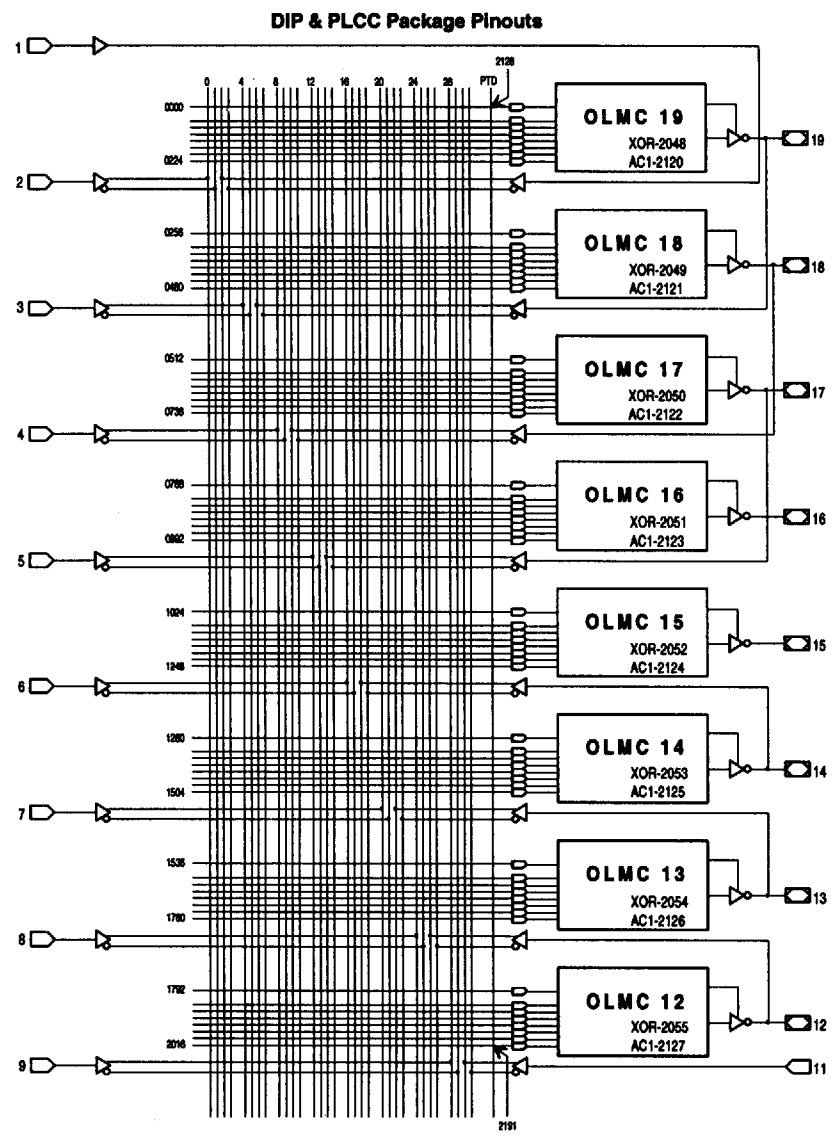 DIP & PLCC Package Pinouts
1
2128
0 4 8 12 16 20 24 28 PTD
0000
OLMC 19
XOR-2048
AC1-2120
19
0224
2
0256
OLMC 18
XOR-2049
AC1-2121
18
0480
3
0512
OLMC 17
XOR-2050
AC1-2122
17
0736
4
0768
OLMC 16
XOR-2051
AC1-2123
16
0992
5
1024
OLMC 15
XOR-2052
AC1-2124
15
1248
6
1280
OLMC 14
XOR-2053
AC1-2125
14
1504
7
1536
OLMC 13
XOR-2054
AC1-2126
13
1760
8
1792
OLMC 12
XOR-2055
AC1-2127
12
2016
9
11
2191